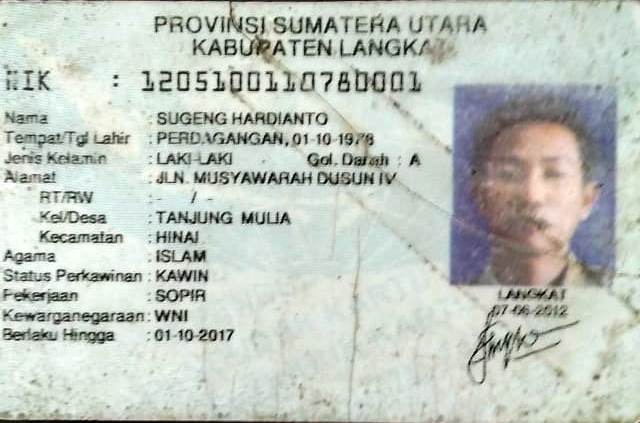 PROVINSI SUMATERA UTARA
KABUPATEN LANGKAT
NIK : 1205100110780001
Nama : SUGENG HARDIANTO
Tempat/Tgl Lahir : PERDAGANGAN, 01-10-1978
Jenis Kelamin : LAKI-LAKI Gol. Darah : A
Alamat : JLN. MUSYAWARAH DUSUN IV
RT/RW : - / -
Kel/Desa : TANJUNG MULIA
Kecamatan : HINAI
Agama : ISLAM
Status Perkawinan : KAWIN
Pekerjaan : SOPIR
Kewarganegaraan : WNI
Berlaku Hingga : 01-10-2017
LANGKAT
07-06-2012